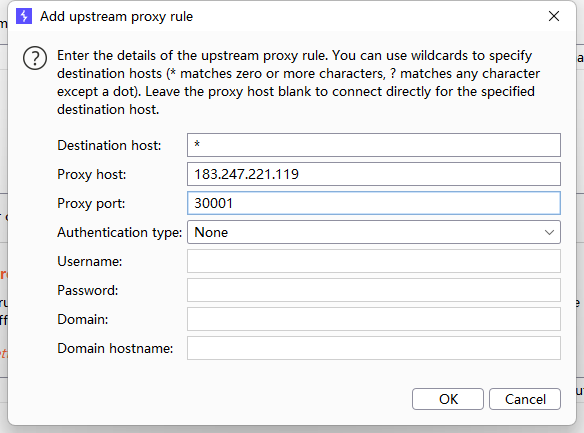 Add upstream proxy rule
Enter the details of the upstream proxy rule. You can use wildcards to specify
destination hosts (* matches zero or more characters, ? matches any character
except a dot). Leave the proxy host blank to connect directly for the specified
destination host.
Destination host: *
Proxy host: 183.247.221.119
Proxy port: 30001
Authentication type: None
Username:
Password:
Domain:
Domain hostname:
OK Cancel